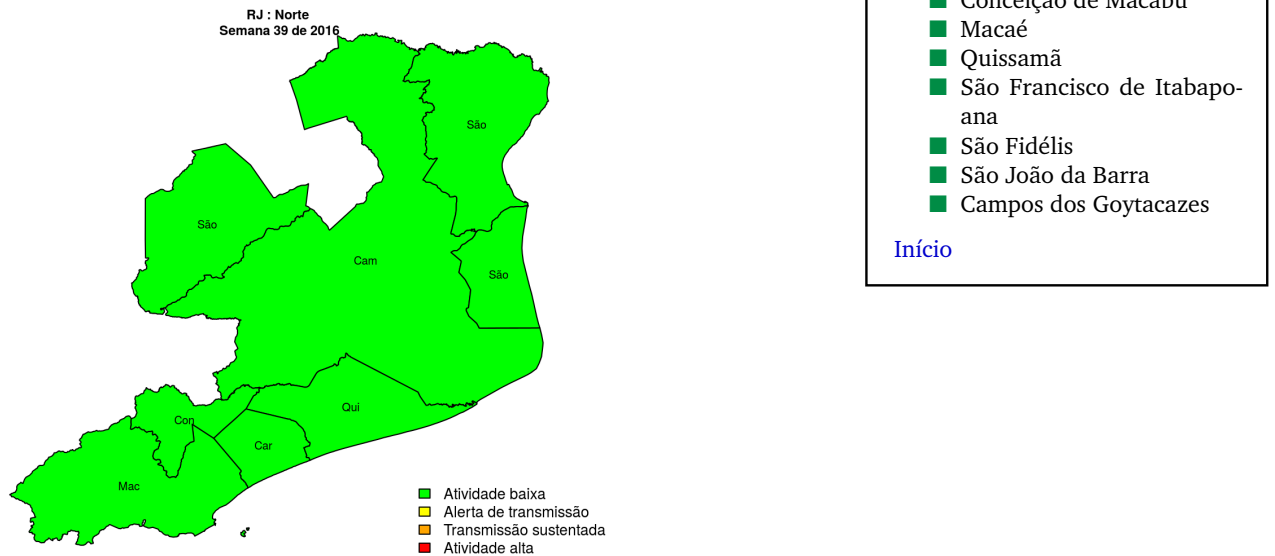 RJ : Norte
Semana 39 de 2016
São
São
Cam
São
Qui
Con
Car
Mac
Atividade baixa
Alerta de transmissão
Transmissão sustentada
Atividade alta
Conceição de Macabu
Macaé
Quissamã
São Francisco de Itabapo-
ana
São Fidélis
São João da Barra
Campos dos Goytacazes
Início